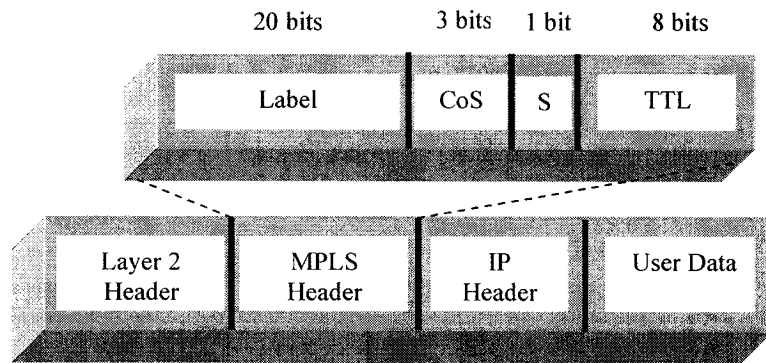 20 bits 3 bits 1 bit 8 bits
Label CoS S TTL
Layer 2 Header
MPLS Header
IP Header
User Data